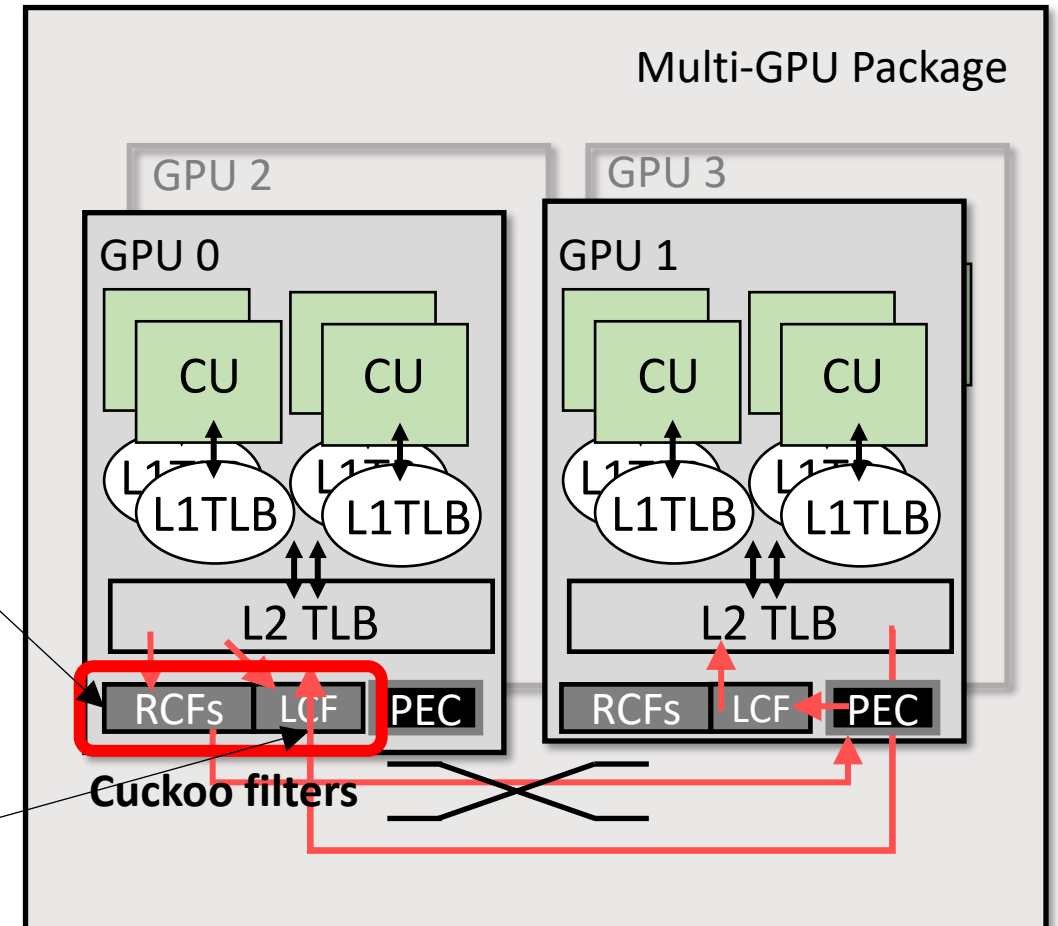 Multi-GPU Package
GPU 2
GPU 3
GPU 0
GPU 1
CU
CU
CU
CU
L1TLB
L1TLB
L1TLB
L1TLB
L2 TLB
L2 TLB
RCFs
LCF
PEC
RCFs
LCF
PEC
Cuckoo filters